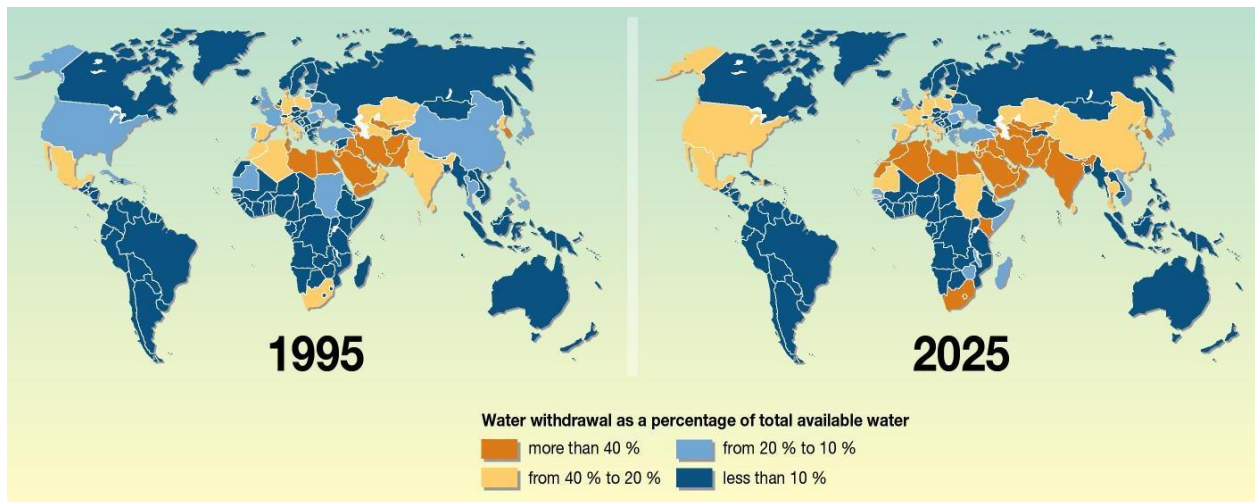 1995
2025
Water withdrawal as a percentage of total available water
more than 40 %
from 40 % to 20 %
from 20 % to 10 %
less than 10 %